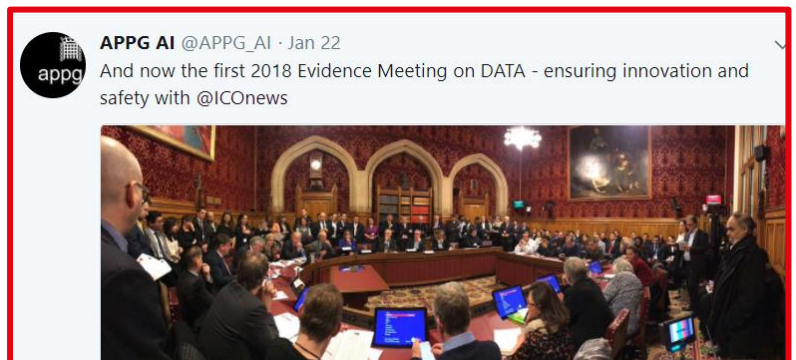 APPG AI @APPG_AI · Jan 22
appg
And now the first 2018 Evidence Meeting on DATA - ensuring innovation and
safety with @ICOnews